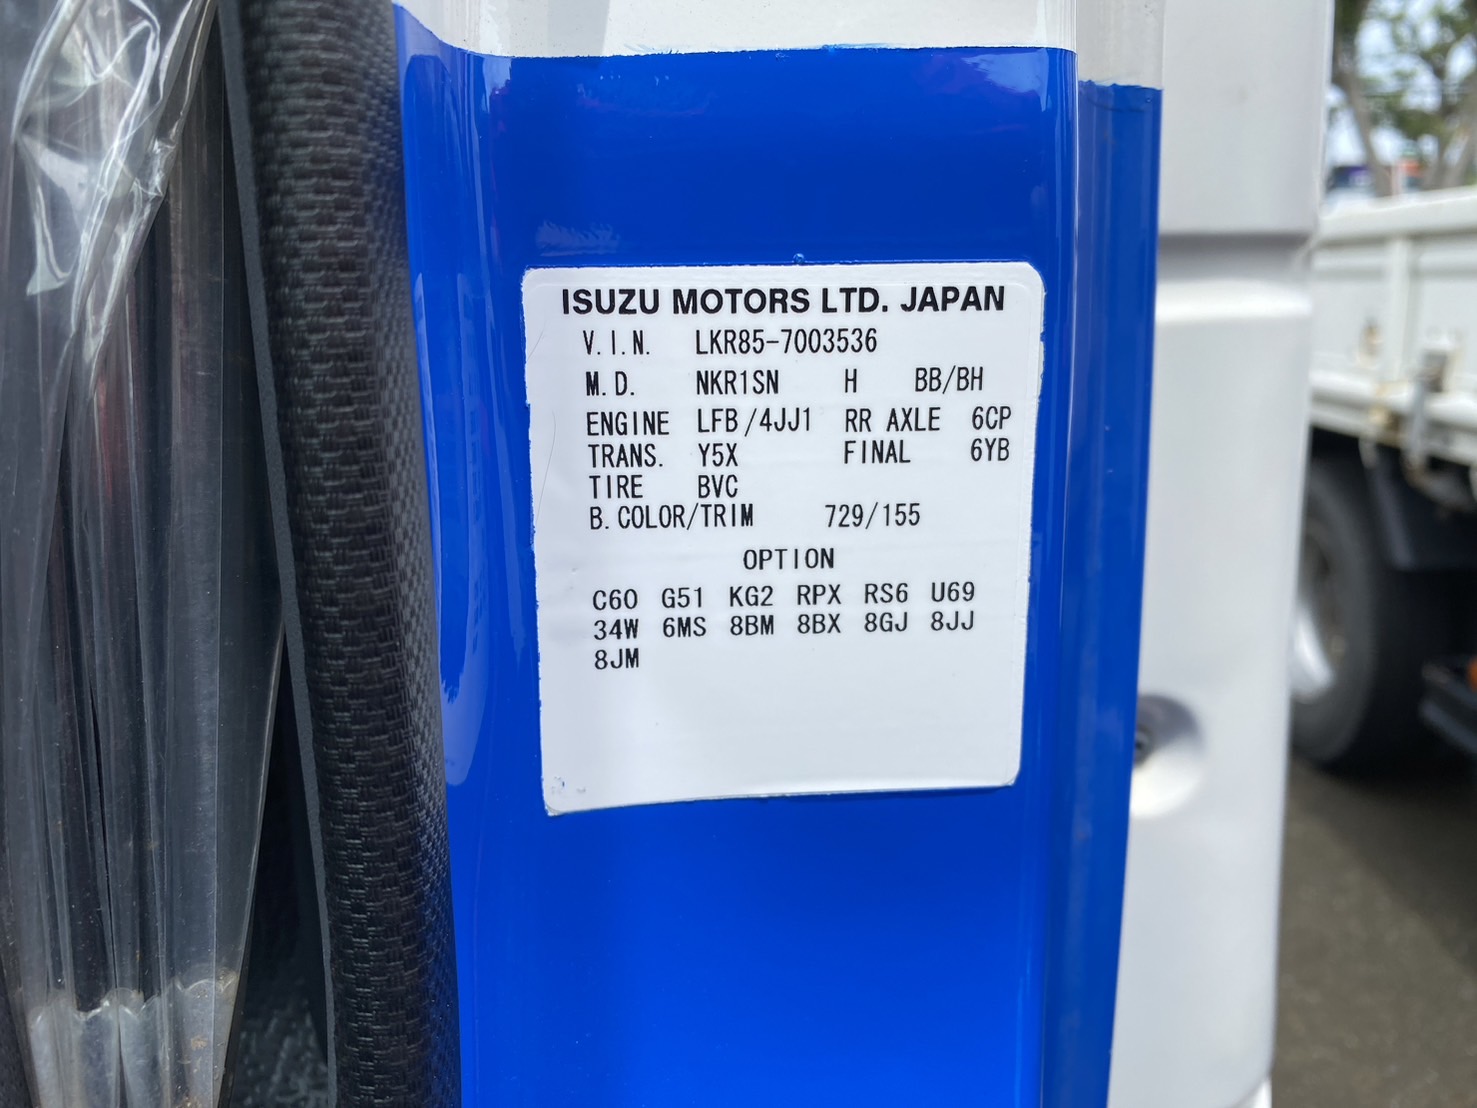 ISUZU MOTORS LTD. JAPAN
V.I.N. LKR85-7003536
M.D. NKR1SN H BB/BH
ENGINE LFB/4JJ1 RR AXLE 6CP
TRANS. Y5X FINAL 6YB
TIRE BVC
B.COLOR/TRIM 729/155
OPTION
C60 G51 KG2 RPX RS6 U69
34W 6MS 8BM 8BX 8GJ 8JJ
8JM